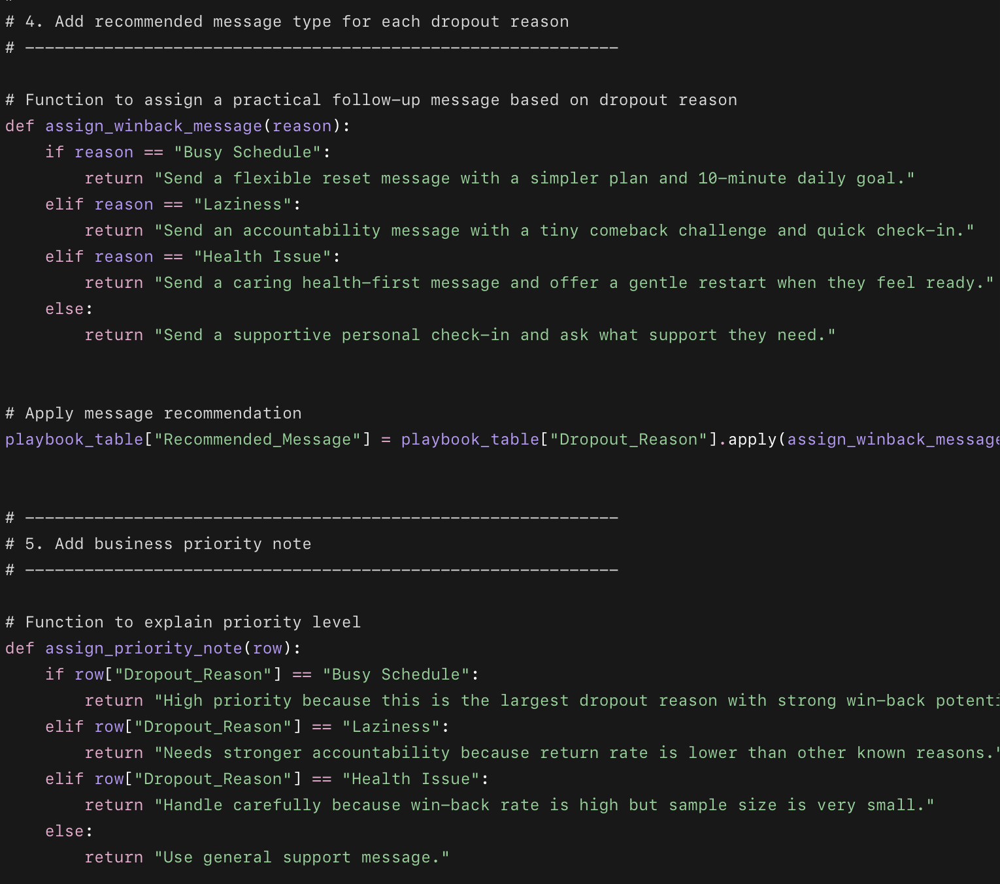 # 4. Add recommended message type for each dropout reason
# ------------------------------------------------------------
# Function to assign a practical follow-up message based on dropout reason
def assign_winback_message(reason):
    if reason == "Busy Schedule":
        return "Send a flexible reset message with a simpler plan and 10-minute daily goal."
    elif reason == "Laziness":
        return "Send an accountability message with a tiny comeback challenge and quick check-in."
    elif reason == "Health Issue":
        return "Send a caring health-first message and offer a gentle restart when they feel ready."
    else:
        return "Send a supportive personal check-in and ask what support they need."
# Apply message recommendation
playbook_table["Recommended_Message"] = playbook_table["Dropout_Reason"].apply(assign_winback_message
# ------------------------------------------------------------
# 5. Add business priority note
# ------------------------------------------------------------
# Function to explain priority level
def assign_priority_note(row):
    if row["Dropout_Reason"] == "Busy Schedule":
        return "High priority because this is the largest dropout reason with strong win-back potenti
    elif row["Dropout_Reason"] == "Laziness":
        return "Needs stronger accountability because return rate is lower than other known reasons."
    elif row["Dropout_Reason"] == "Health Issue":
        return "Handle carefully because win-back rate is high but sample size is very small."
    else:
        return "Use general support message."